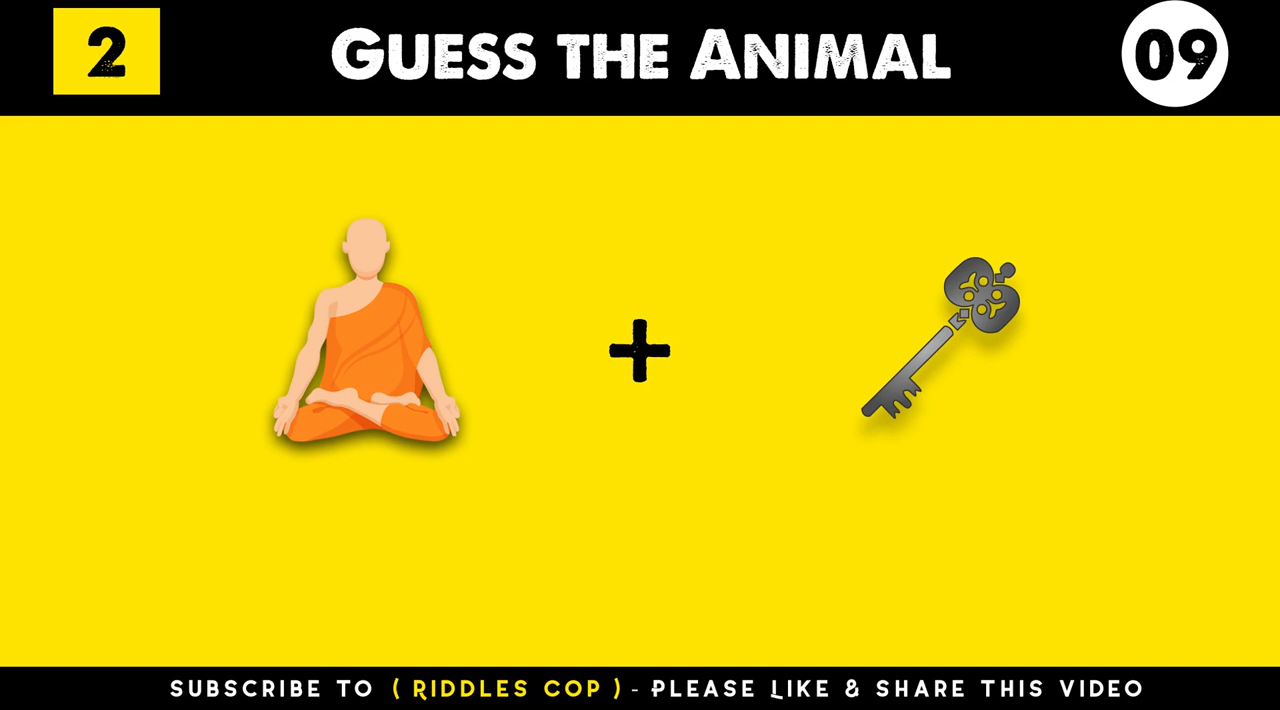 2
GUESS THE ANIMAL
09
+
SUBSCRIBE TO ( RIDDLES COP ) - PLEASE LIKE & SHARE THIS VIDEO